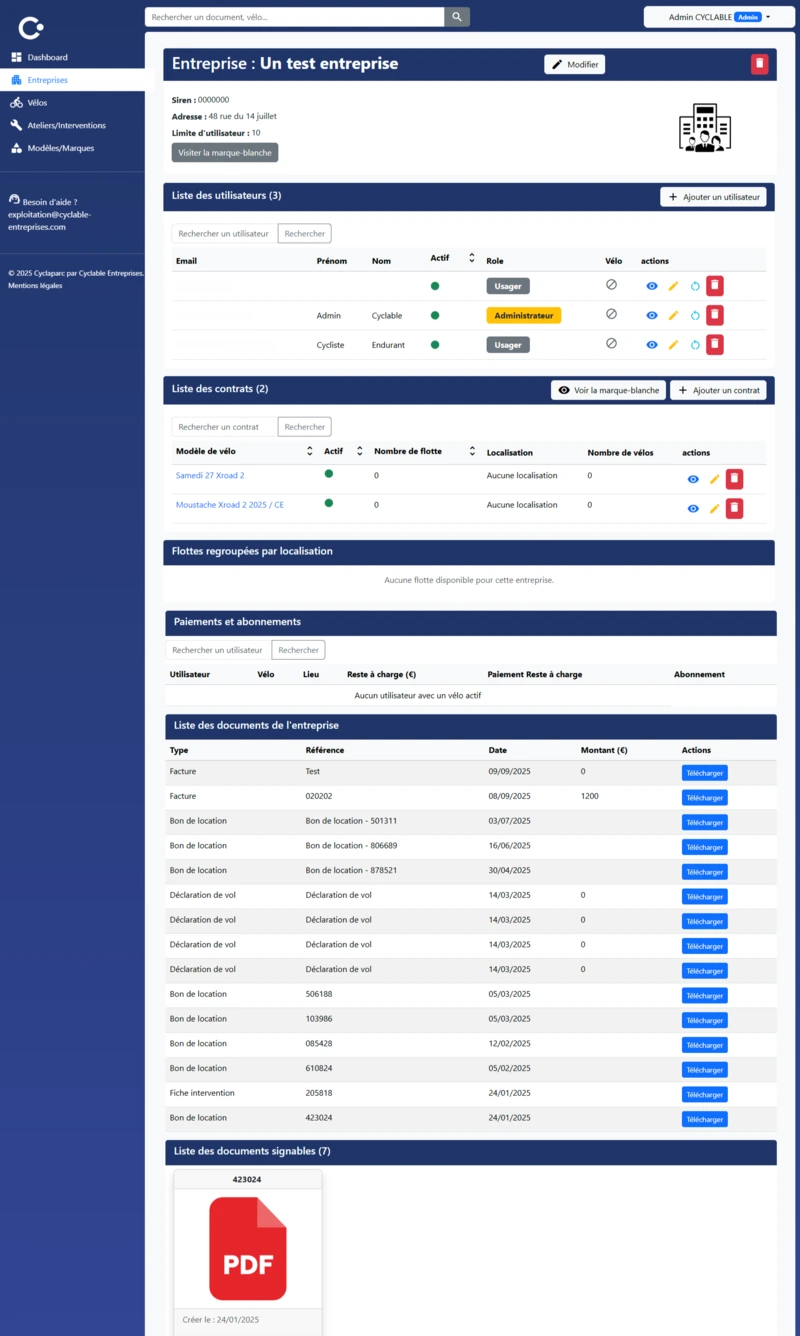 Rechercher un document, vélo...
Admin CYCLABLE Admin
Dashboard
Entreprises
Vélos
Ateliers/Interventions
Modèles/Marques
Besoin d'aide ?
exploitation@cyclable-
entreprises.com
© 2025 Cyclaparc par Cyclable Entreprises.
Mentions légales
Entreprise : Un test entreprise
Modifier
Siren : 0000000
Adresse : 48 rue du 14 juillet
Limite d'utilisateur : 10
Visiter la marque-blanche
Liste des utilisateurs (3)
Ajouter un utilisateur
Rechercher un utilisateur Rechercher
Email Prénom Nom Actif Role Vélo actions
Usager
Admin Cyclable Administrateur
Cycliste Endurant Usager
Liste des contrats (2)
Voir la marque-blanche
Ajouter un contrat
Rechercher un contrat Rechercher
Modèle de vélo Actif Nombre de flotte Localisation Nombre de vélos actions
Samedi 27 Xroad 2 0 Aucune localisation 0
Moustache Xroad 2 2025 / CE 0 Aucune localisation 0
Flottes regroupées par localisation
Aucune flotte disponible pour cette entreprise.
Paiements et abonnements
Rechercher un utilisateur Rechercher
Utilisateur Vélo Lieu Reste à charge (€) Paiement Reste à charge Abonnement
Aucun utilisateur avec un vélo actif
Liste des documents de l'entreprise
Type Référence Date Montant (€) Actions
Facture Test 09/09/2025 0 Télécharger
Facture 020202 08/09/2025 1200 Télécharger
Bon de location Bon de location - 501311 03/07/2025 Télécharger
Bon de location Bon de location - 806689 16/06/2025 Télécharger
Bon de location Bon de location - 878521 30/04/2025 Télécharger
Déclaration de vol Déclaration de vol 14/03/2025 0 Télécharger
Déclaration de vol Déclaration de vol 14/03/2025 0 Télécharger
Déclaration de vol Déclaration de vol 14/03/2025 0 Télécharger
Déclaration de vol Déclaration de vol 14/03/2025 0 Télécharger
Bon de location 506188 05/03/2025 Télécharger
Bon de location 103986 05/03/2025 Télécharger
Bon de location 085428 12/02/2025 Télécharger
Bon de location 610824 05/02/2025 Télécharger
Fiche intervention 205818 24/01/2025 Télécharger
Bon de location 423024 24/01/2025 Télécharger
Liste des documents signables (7)
423024
PDF
Créer le : 24/01/2025